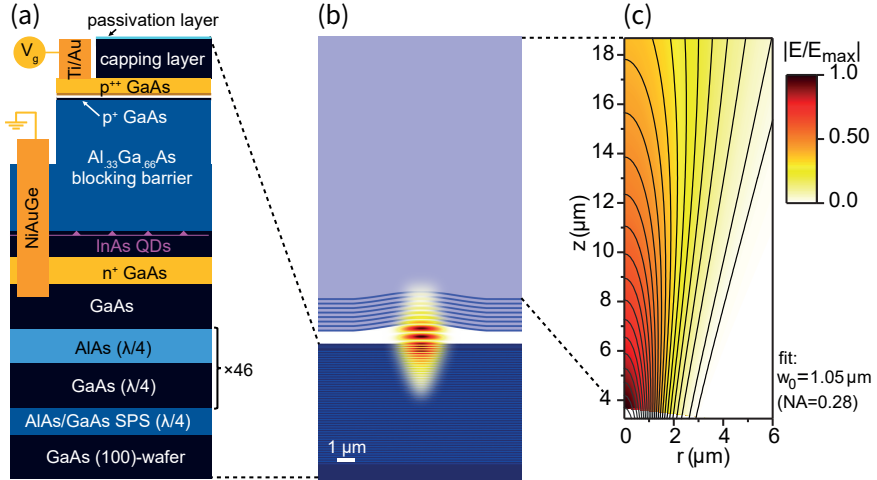 (a)
passivation layer
Vg
Ti/Au
capping layer
p++ GaAs
p+ GaAs
Al.33Ga.66As
blocking barrier
NiAuGe
InAs QDs
n+ GaAs
GaAs
AlAs (λ/4)
×46
GaAs (λ/4)
AlAs/GaAs SPS (λ/4)
GaAs (100)-wafer
(b)
1 μm
(c)
|E/Emax|
1.0
0.50
0.0
18
16
14
12
10
8
6
4
z(μm)
0 2 4 6
r(μm)
fit:
w0=1.05μm
(NA=0.28)